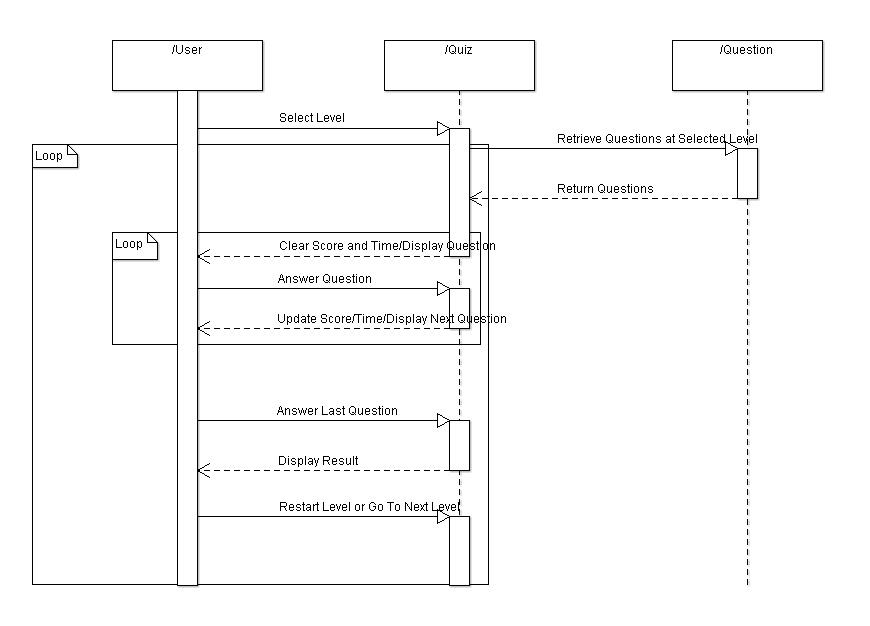 /User
/Quiz
/Question
Select Level
Retrieve Questions at Selected Level
Loop
Return Questions
Loop
Clear Score and Time/Display Question
Answer Question
Update Score/Time/Display Next Question
Answer Last Question
Display Result
Restart Level or Go To Next Level